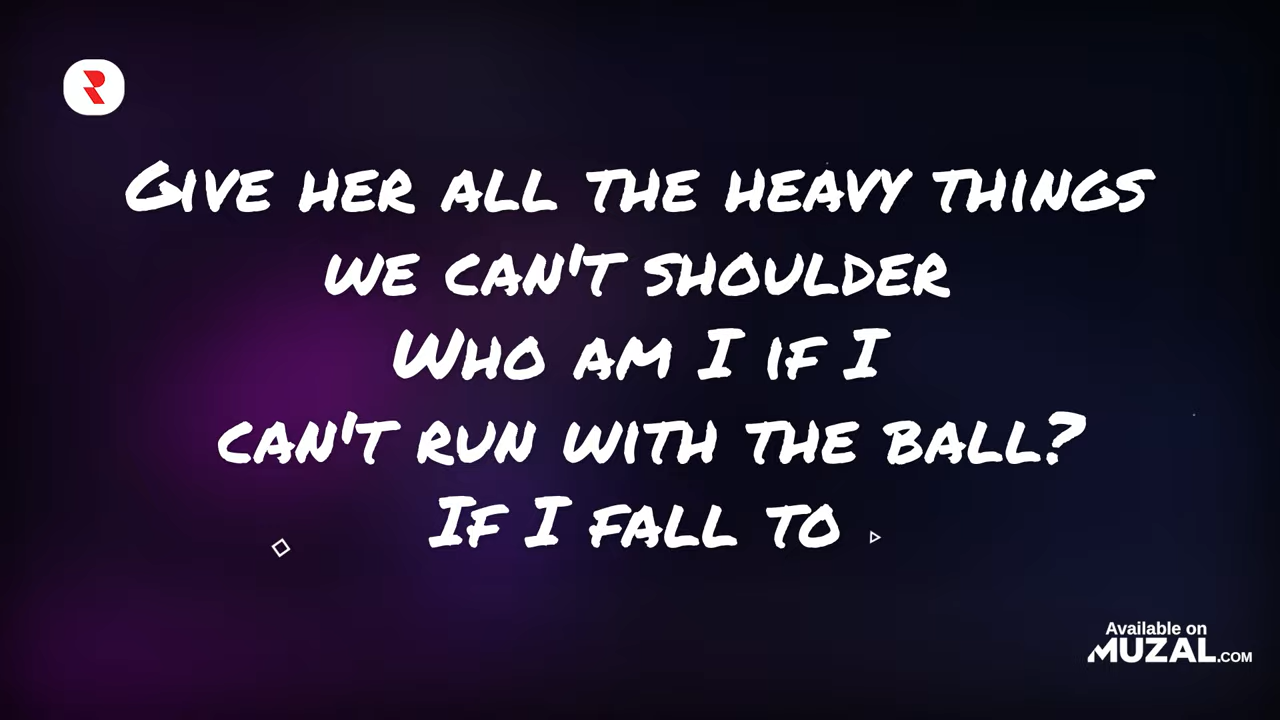 Give her all the heavy things
we can't shoulder
Who am I if I
can't run with the ball?
If I fall to
Available on
MUZAL.COM